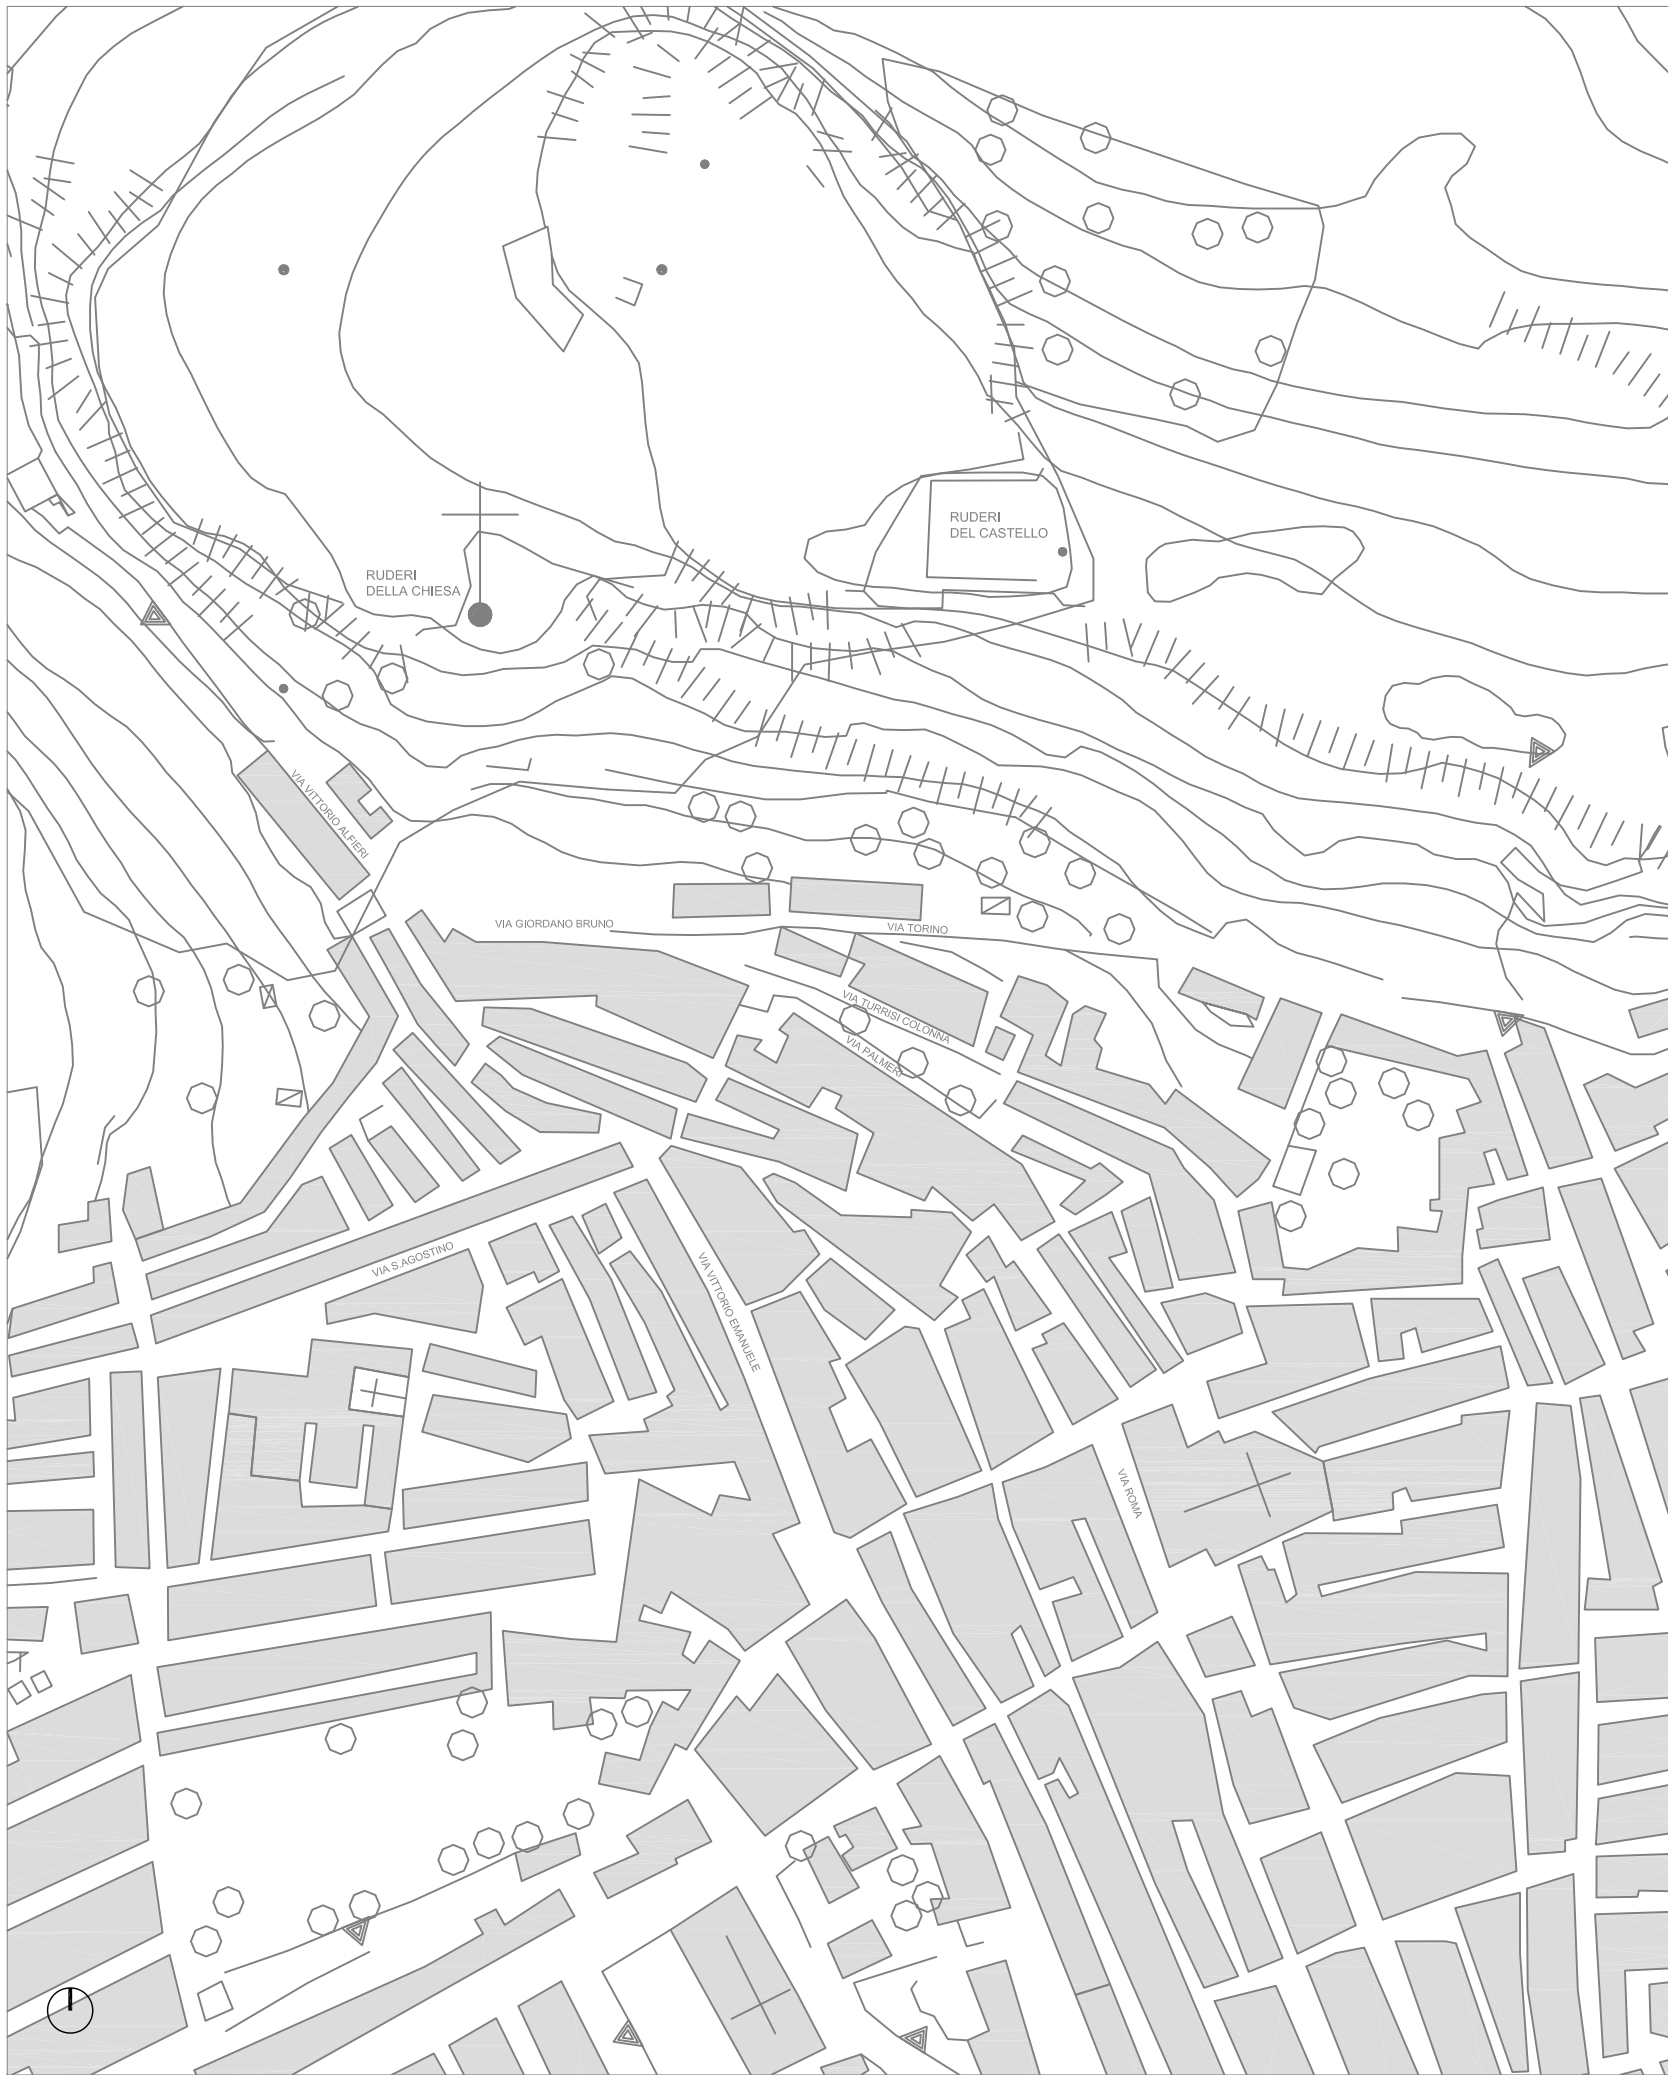 RUDERI
DEL CASTELLO
RUDERI
DELLA CHIESA
VIA VITTORIO ALFIERI
VIA GIORDANO BRUNO
VIA TORINO
VIA TURRISI COLONNA
VIA PALMERI
VIA S.AGOSTINO
VIA VITTORIO EMANUELE
VIA ROMA